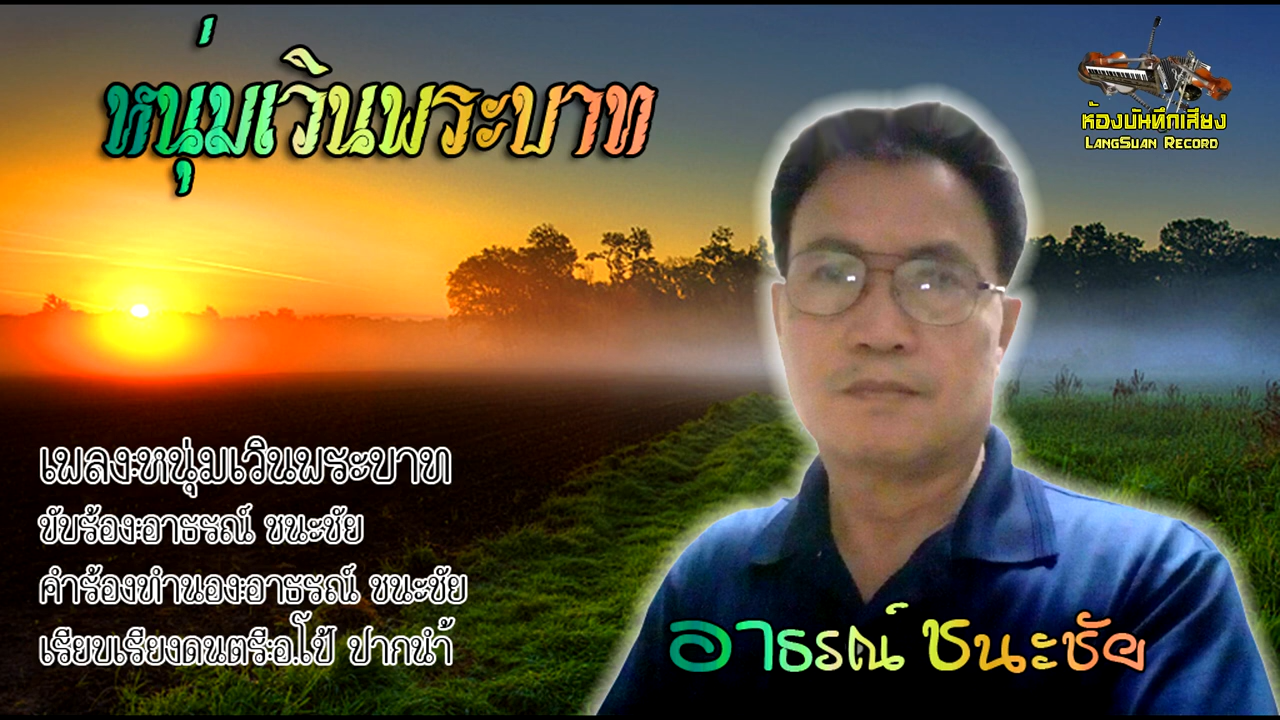 หนุ่มเวินพระบาท
ห้องบันทึกเสียง
LANGSUAN RECORD
เพลง:หนุ่มเวินพระบาท
ขับร้อง:อาธรณ์ ชนะชัย
คำร้องทำนอง:อาธรณ์ ชนะชัย
เรียบเรียงดนตรี:อ.โป้ ปากน้ำ
อาธรณ์ ชนะชัย